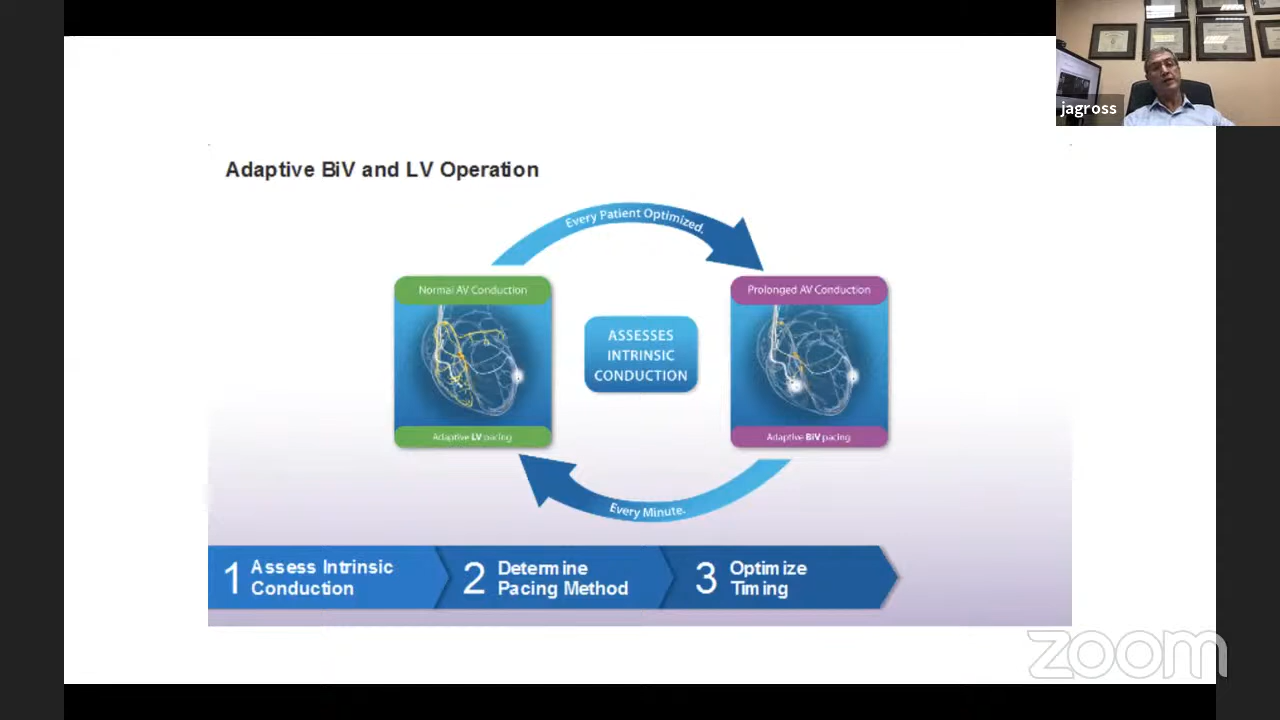 jagross
Adaptive BiV and LV Operation
Every Patient Optimized.
Normal AV Conduction
Prolonged AV Conduction
ASSESSES
INTRINSIC
CONDUCTION
Adaptive LV pacing
Adaptive BiV pacing
Every Minute.
1 Assess Intrinsic
Conduction
2 Determine
Pacing Method
3 Optimize
Timing
zoom